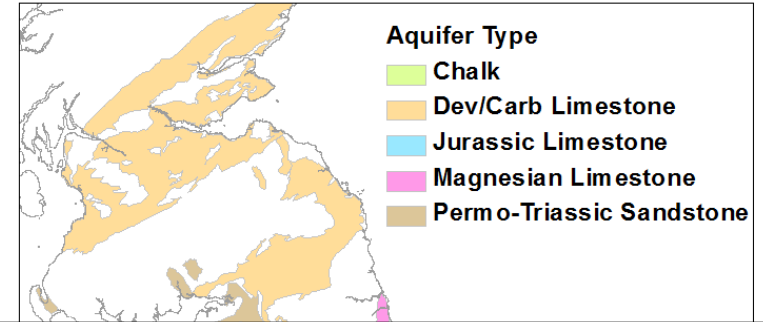 Aquifer Type
Chalk
Dev/Carb Limestone
Jurassic Limestone
Magnesian Limestone
Permo-Triassic Sandstone